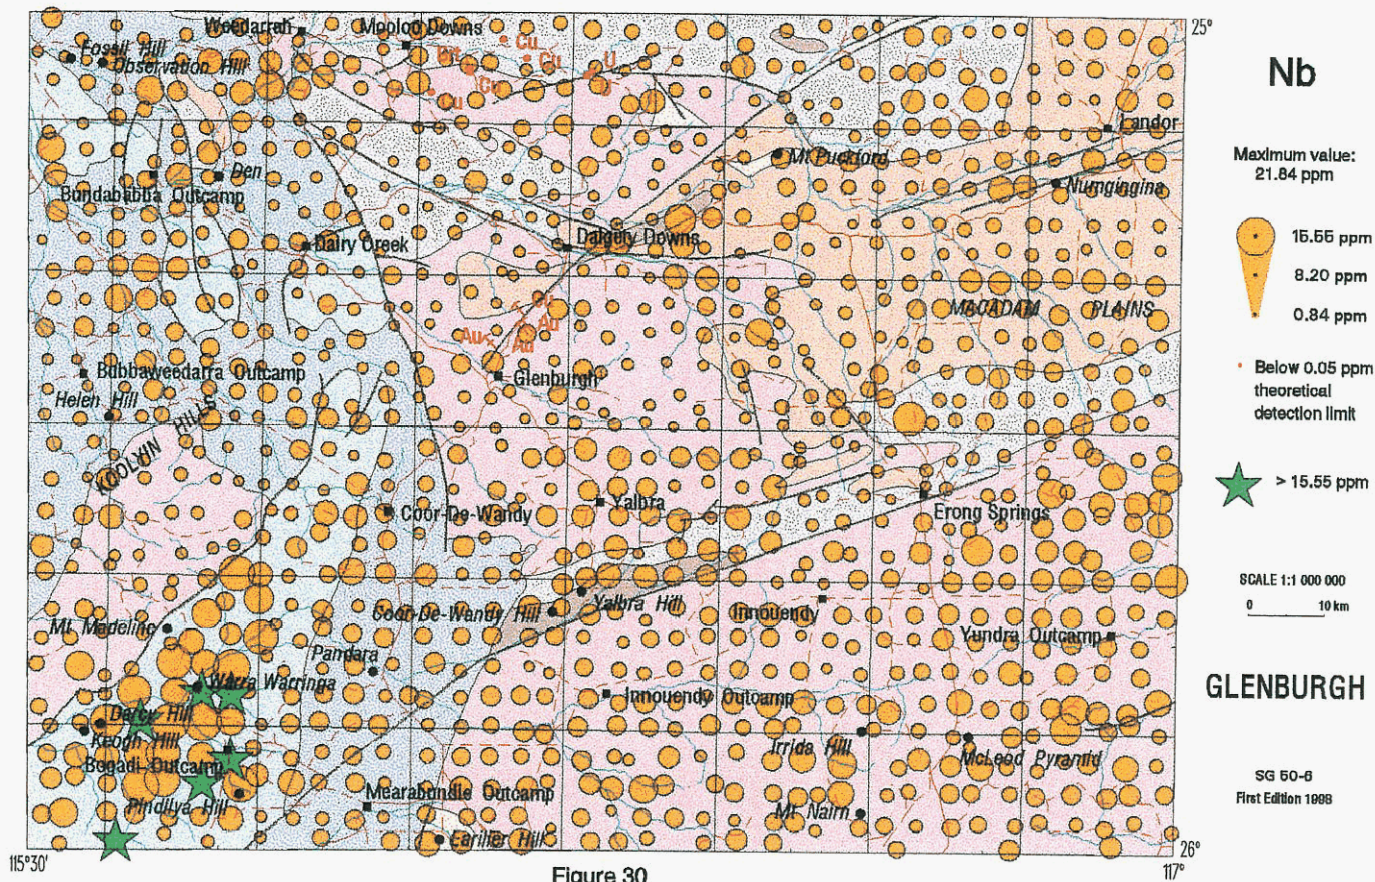 25°
Weedarrah
Mooloo Downs
Fossil Hill
Observation Hill
Bit
Cu
Cu
Cu
Cu
U
U
Landor
Mt Puckford
Numgingina
Den
Bundababba Outcamp
Dairy Creek
Dalgety Downs
MACADAM PLAINS
Cu
Au
Au
Au
Glenburgh
Bubbaweedarra Outcamp
Helen Hill
KOOLYIN HILLS
Coor-De-Wandy
Yalbra
Erong Springs
Coor-De-Wandy Hill
Yalbra Hill
Innouendy
Mt Madeline
Pandara
Yundra Outcamp
Warra Warringa
Innouendy Outcamp
Darcy Hill
Keogh Hill
Irrida Hill
McLeod Pyramid
Bogadi Outcamp
Pindilya Hill
Mearabundie Outcamp
Mt Nairn
Larilier Hill
115°30'
26°
117°
Figure 30
Nb
Maximum value:
21.84 ppm
15.55 ppm
8.20 ppm
0.84 ppm
Below 0.05 ppm
theoretical
detection limit
> 15.55 ppm
SCALE 1:1 000 000
0 10 km
GLENBURGH
SG 50-6
First Edition 1998